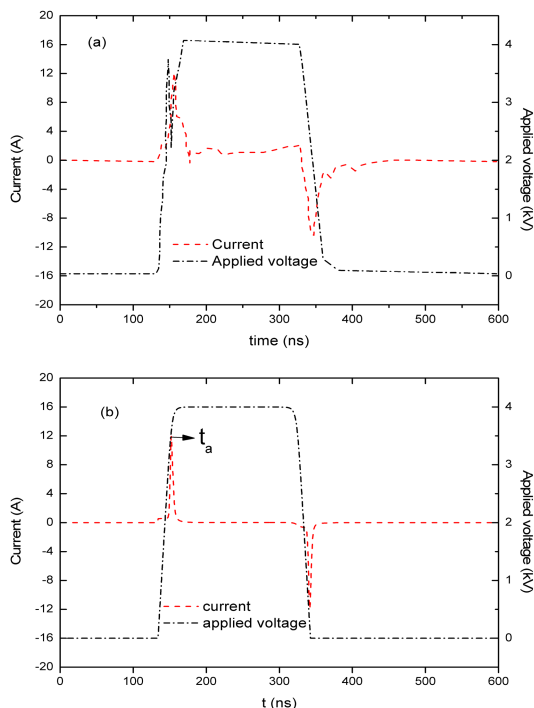 (a)
20
16
12
8
4
0
-4
-8
-12
-16
-20
Current (A)
4
3
2
1
0
Applied voltage (kV)
Current
Applied voltage
0 100 200 300 400 500 600
time (ns)
(b)
20
16
12
8
4
0
-4
-8
-12
-16
-20
Current (A)
4
3
2
1
0
Applied voltage (kV)
ta
current
applied voltage
0 100 200 300 400 500 600
t (ns)